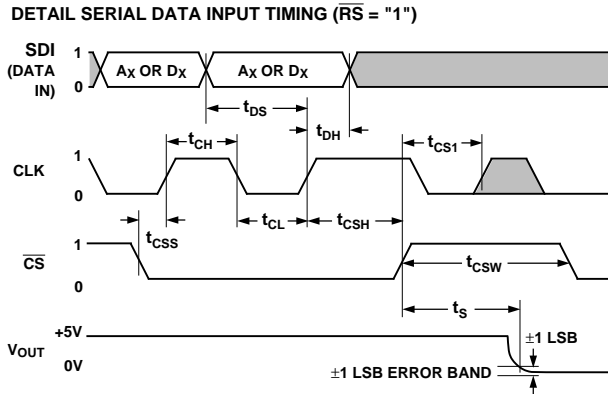 DETAIL SERIAL DATA INPUT TIMING (RS = "1")
SDI
(DATA
IN)
1
0
AX OR DX
AX OR DX
tDS
tDH
tCH
tCS1
CLK
1
0
tCL
tCSH
tCSS
CS
1
0
tCSW
tS
VOUT
+5V
0V
±1 LSB
±1 LSB ERROR BAND